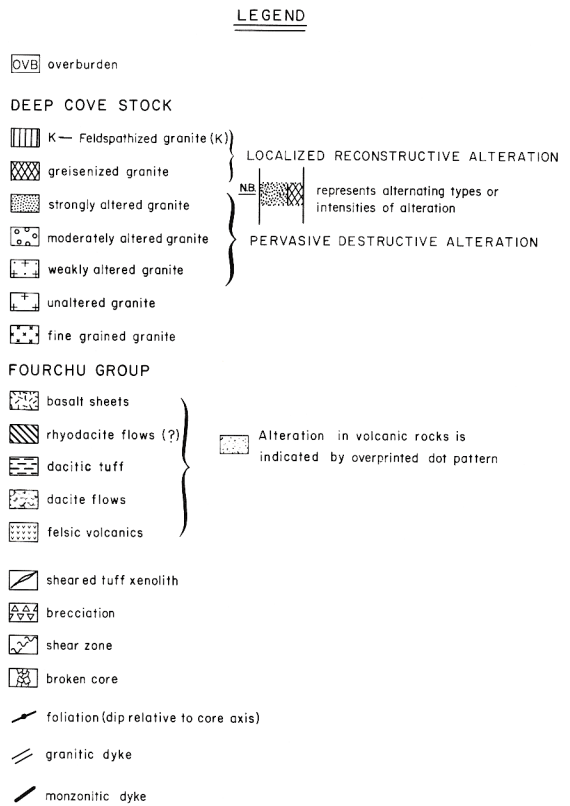 LEGEND
OVB overburden
DEEP COVE STOCK
K— Feldspathized granite (K)
LOCALIZED RECONSTRUCTIVE ALTERATION
greisenized granite
N.B. represents alternating types or
intensities of alteration
strongly altered granite
moderately altered granite
PERVASIVE DESTRUCTIVE ALTERATION
weakly altered granite
unaltered granite
fine grained granite
FOURCHU GROUP
basalt sheets
rhyodacite flows (?)
Alteration in volcanic rocks is
indicated by overprinted dot pattern
dacitic tuff
dacite flows
felsic volcanics
sheared tuff xenolith
brecciation
shear zone
broken core
foliation (dip relative to core axis)
granitic dyke
monzonitic dyke